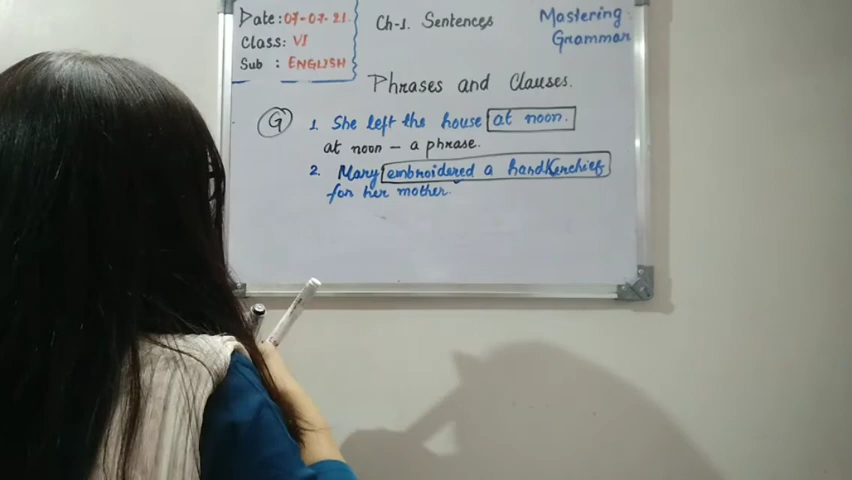 Date: 07-07-21.
Class: VI
Sub : ENGLISH
Ch-1. Sentences
Mastering
Grammar
Phrases and Clauses.
G 1. She left the house at noon.
at noon – a phrase.
2. Mary embroidered a handkerchief
for her mother.